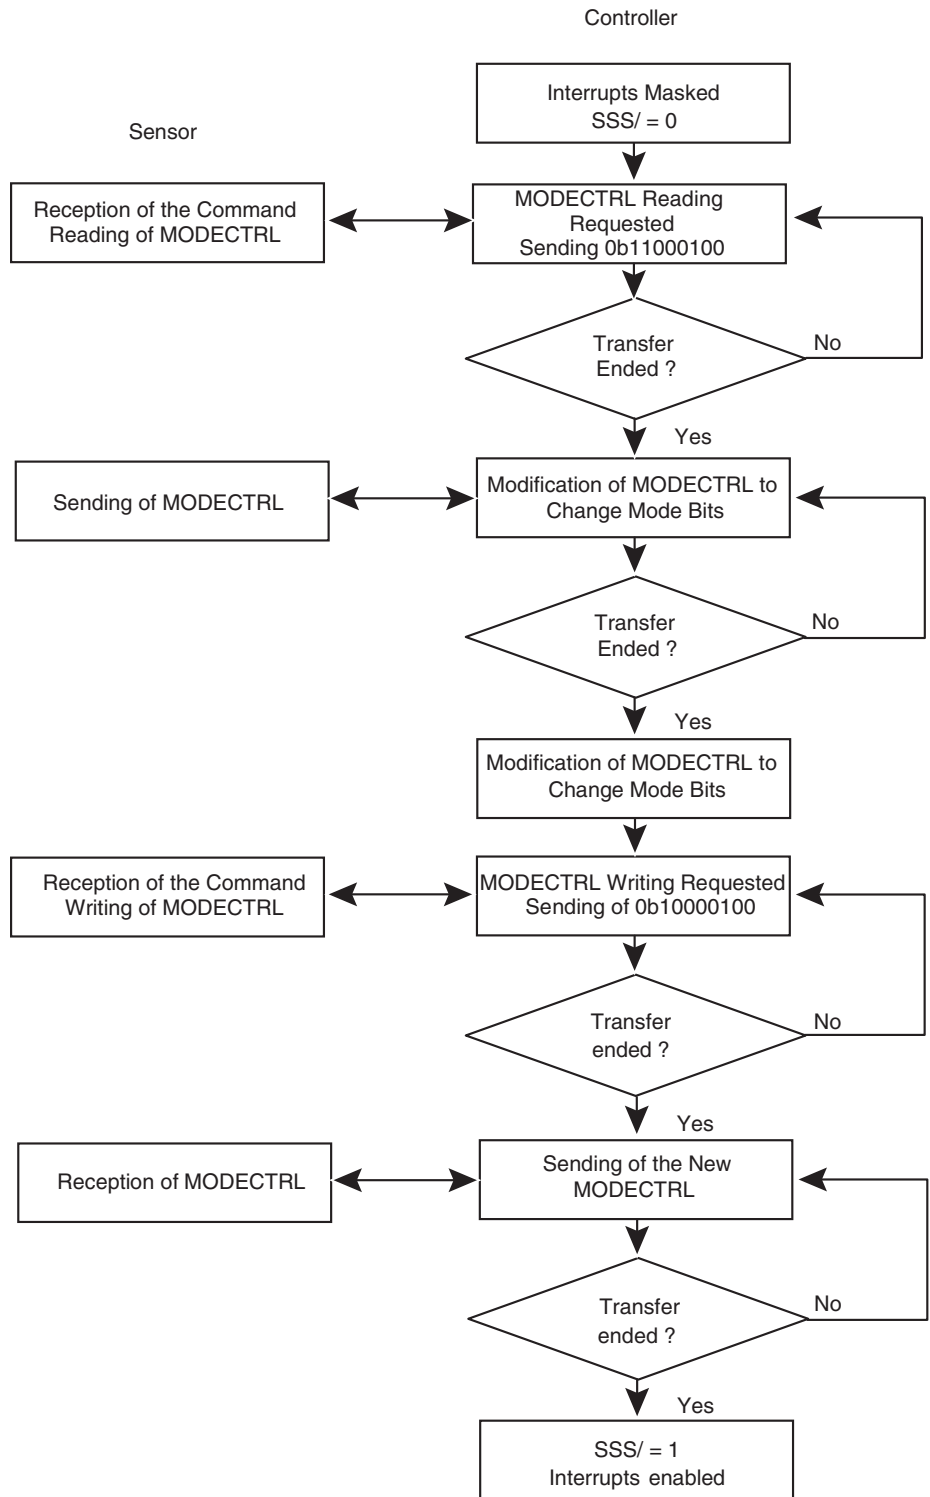 Controller
Interrupts Masked
SSS/ = 0
Sensor
Reception of the Command
Reading of MODECTRL
MODECTRL Reading
Requested
Sending 0b11000100
Transfer
Ended ?
No
Yes
Sending of MODECTRL
Modification of MODECTRL to
Change Mode Bits
Transfer
Ended ?
No
Yes
Modification of MODECTRL to
Change Mode Bits
Reception of the Command
Writing of MODECTRL
MODECTRL Writing Requested
Sending of 0b10000100
Transfer
ended ?
No
Yes
Reception of MODECTRL
Sending of the New
MODECTRL
Transfer
ended ?
No
Yes
SSS/ = 1
Interrupts enabled